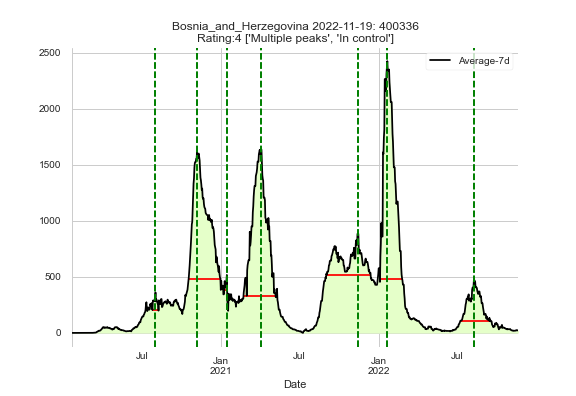 Bosnia_and_Herzegovina 2022-11-19: 400336
Rating:4 ['Multiple peaks', 'In control']
Average-7d
2500
2000
1500
1000
500
0
Jul
Jan
2021
Jul
Jan
2022
Jul
Date